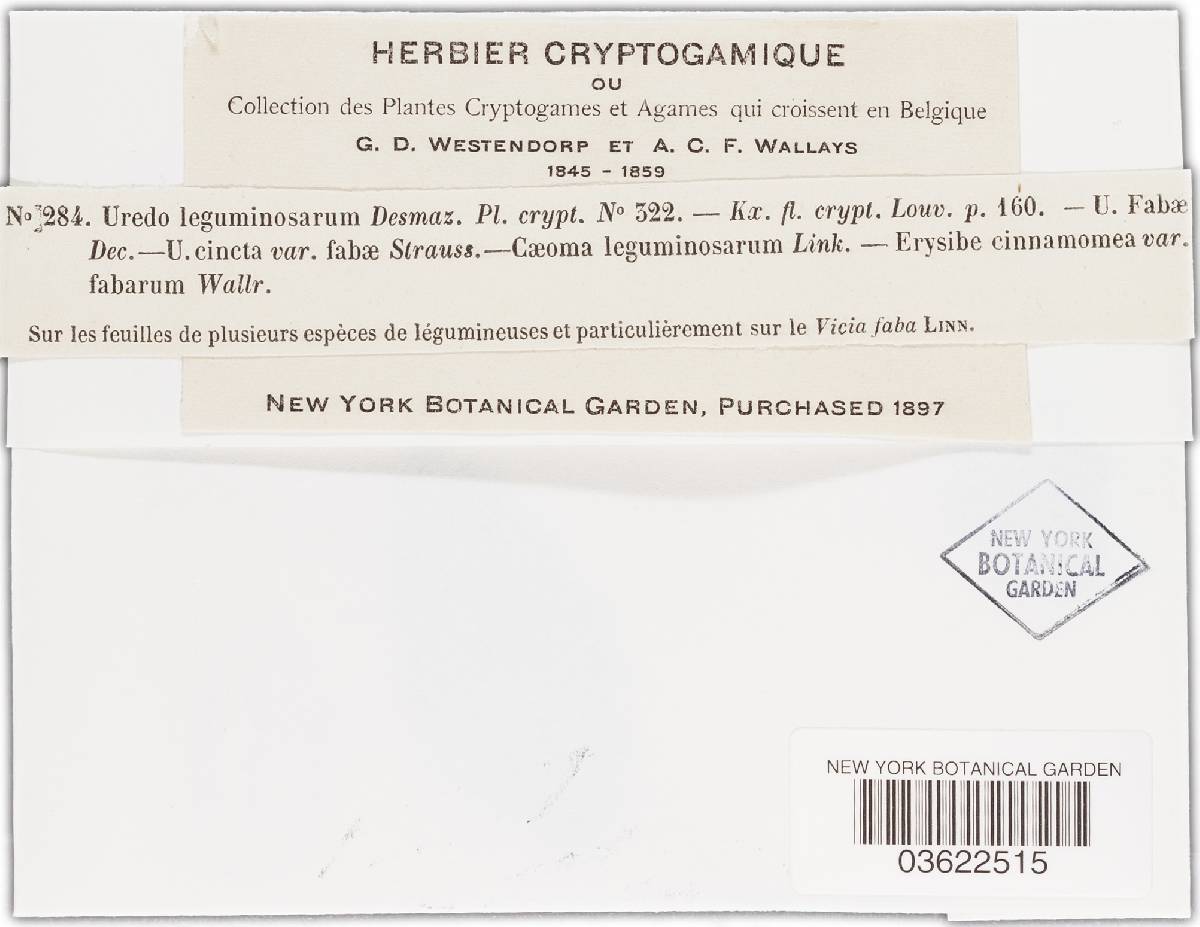 HERBIER CRYPTOGAMIQUE
OU
Collection des Plantes Cryptogames et Agames qui croissent en Belgique
G. D. WESTENDORP ET A. C. F. WALLAYS
1845 - 1859
No 284. Uredo leguminosarum Desmaz. Pl. crypt. No 322. — Kx. fl. crypt. Louv. p. 160. — U. Fabæ
Dec.—U. cincta var. fabæ Strauss.—Cæoma leguminosarum Link. — Erysibe cinnamomea var.
fabarum Wallr.
Sur les feuilles de plusieurs espèces de légumineuses et particulièrement sur le Vicia faba LINN.
NEW YORK BOTANICAL GARDEN, PURCHASED 1897
NEW YORK
BOTANICAL
GARDEN
NEW YORK BOTANICAL GARDEN
03622515